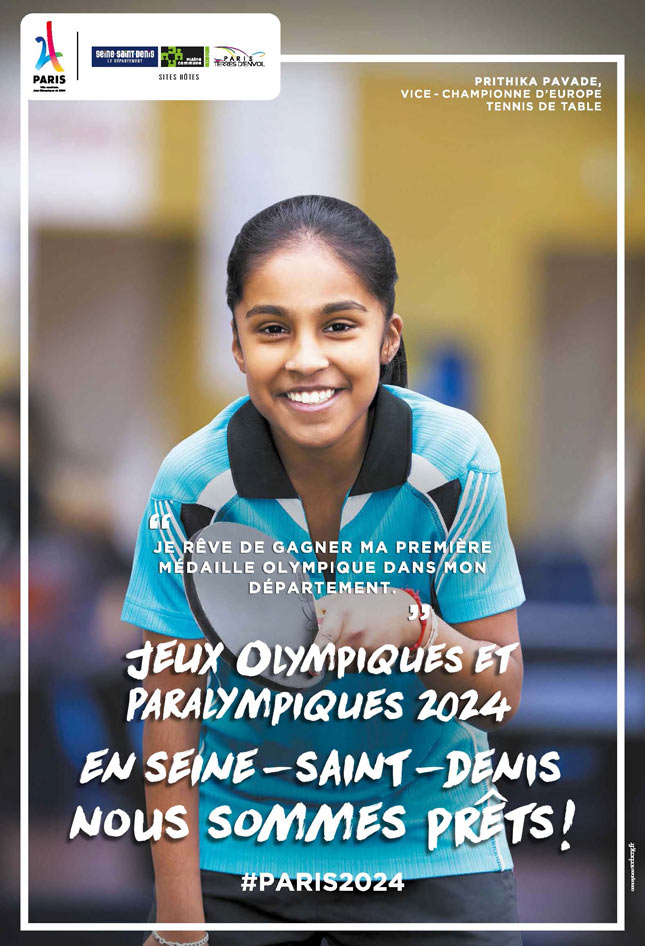 PARIS
SEINE-SAINT-DENIS
LE DÉPARTEMENT
plaine commune
PARIS
TERRES D'ENVOL
SITES HÔTES
PRITHIKA PAVADE,
VICE-CHAMPIONNE D'EUROPE
TENNIS DE TABLE
“
JE RÊVE DE GAGNER MA PREMIÈRE
MÉDAILLE OLYMPIQUE DANS MON
DÉPARTEMENT.
”
JEUX OLYMPIQUES ET
PARALYMPIQUES 2024
EN SEINE-SAINT-DENIS
NOUS SOMMES PRÊTS!
#PARIS2024